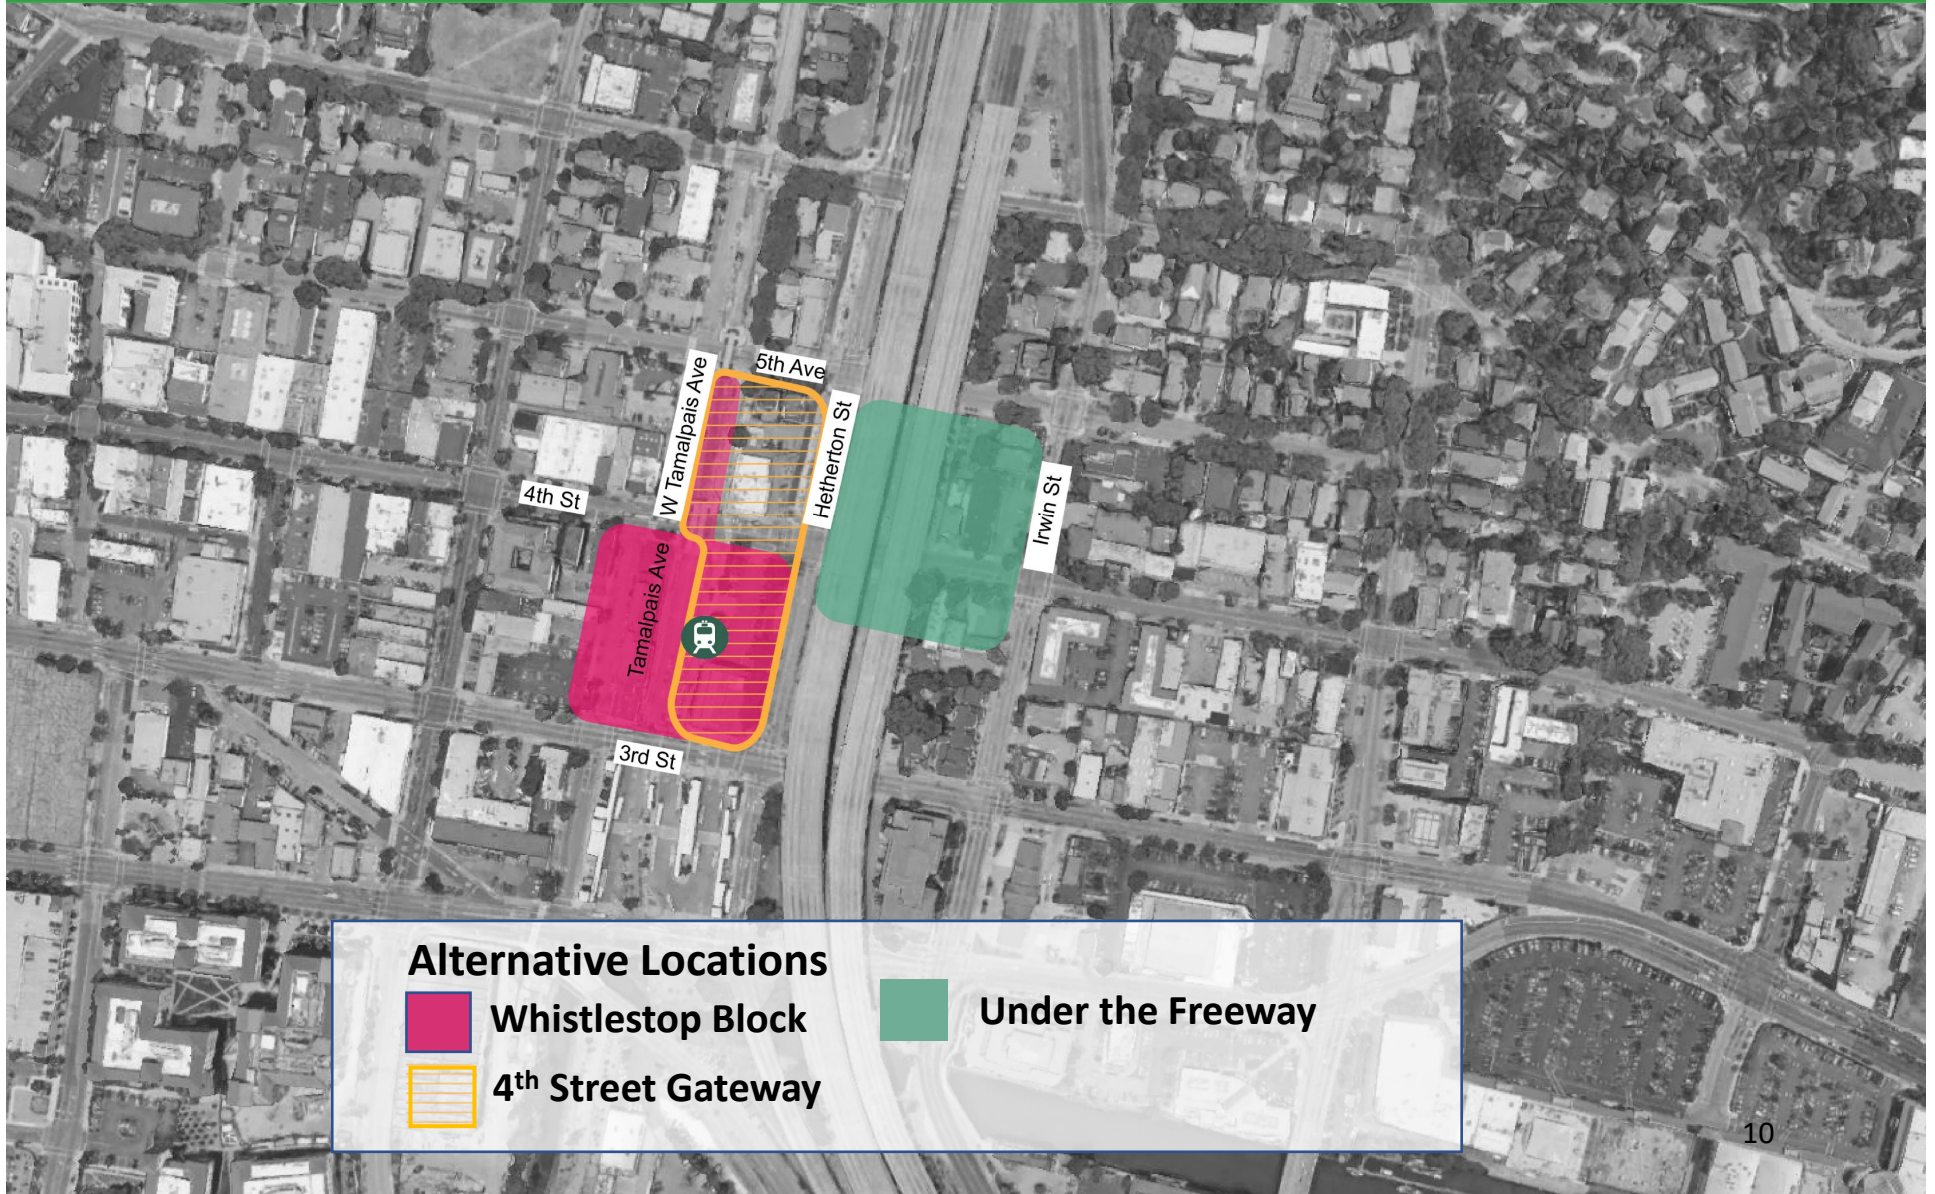 5th Ave
W Tamalpais Ave
Hetherton St
4th St
Irwin St
Tamalpais Ave
3rd St
Alternative Locations
Whistlestop Block
Under the Freeway
4th Street Gateway
10